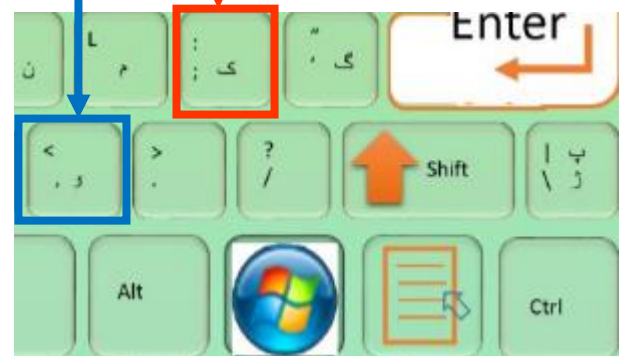 L : " Enter
ن م ; ک ' گ
< > ? Shift | پ
, و . / \ ژ
Alt Ctrl